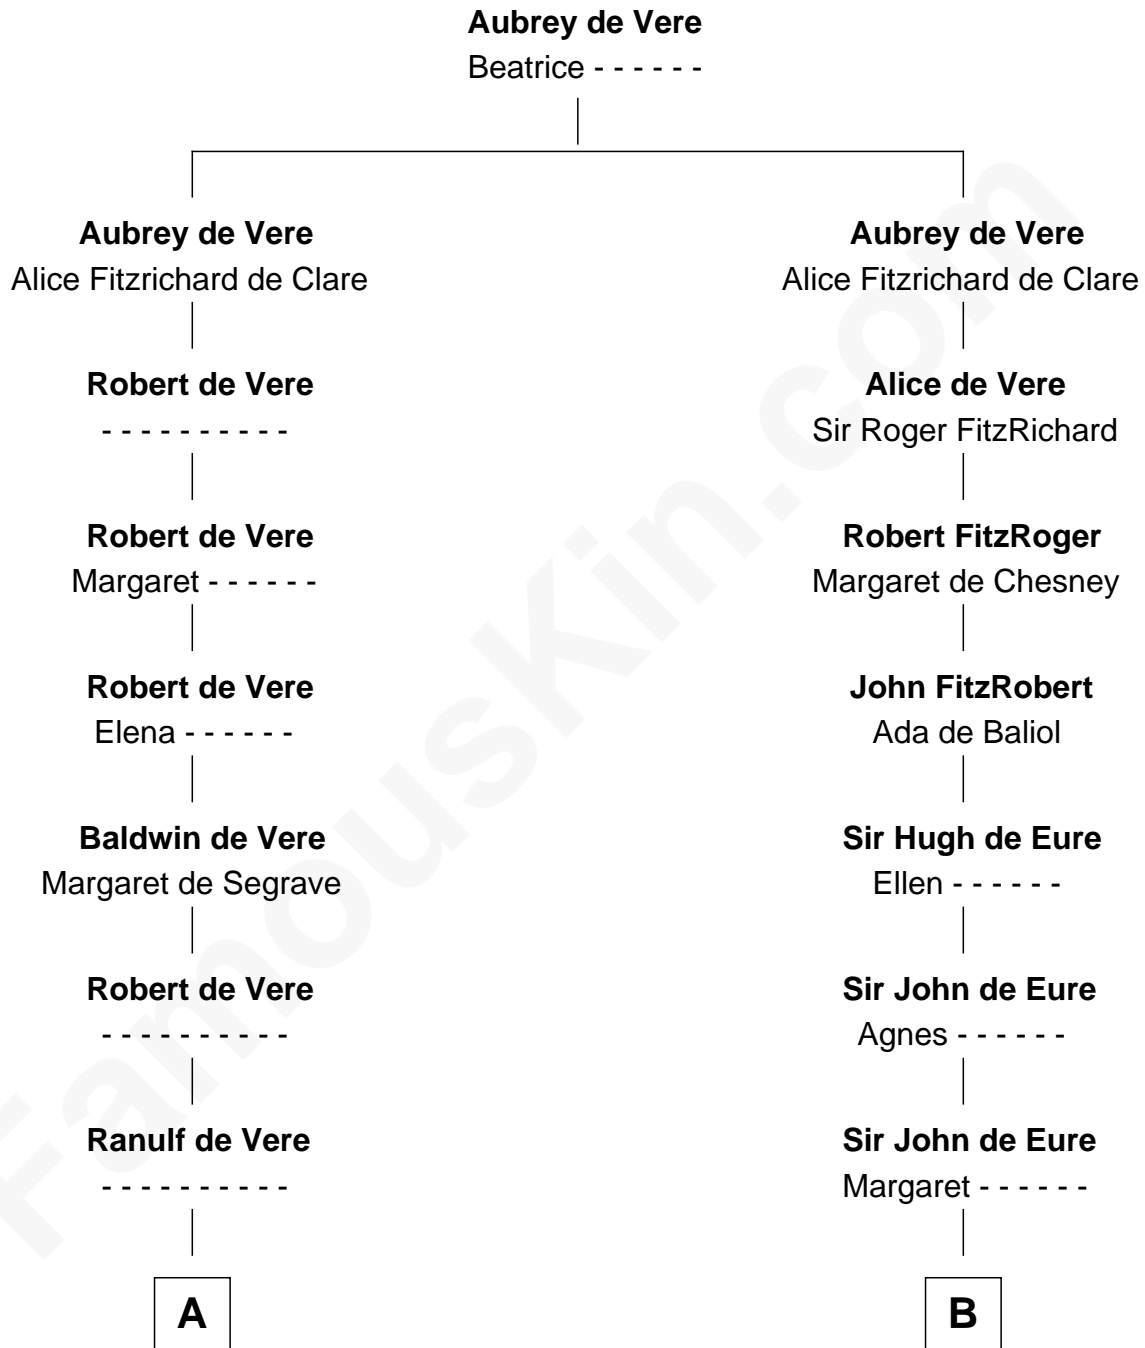 Aubrey de Vere
Beatrice - - - - - -
Aubrey de Vere
Alice Fitzrichard de Clare
Robert de Vere
- - - - - - - - - -
Robert de Vere
Margaret - - - - - -
Robert de Vere
Elena - - - - - -
Baldwin de Vere
Margaret de Segrave
Robert de Vere
- - - - - - - - - -
Ranulf de Vere
- - - - - - - - - -
A
Aubrey de Vere
Alice Fitzrichard de Clare
Alice de Vere
Sir Roger FitzRichard
Robert FitzRoger
Margaret de Chesney
John FitzRobert
Ada de Baliol
Sir Hugh de Eure
Ellen - - - - - -
Sir John de Eure
Agnes - - - - - -
Sir John de Eure
Margaret - - - - - -
B
FamousKin.com